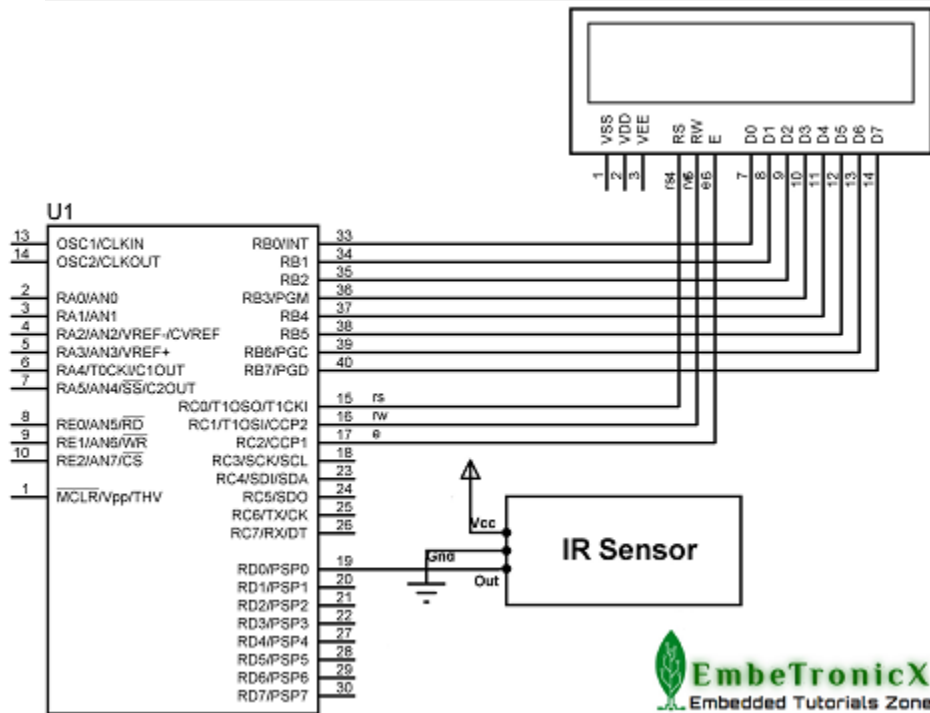 VSS
VDD
VEE
RS
RW
E
D0
D1
D2
D3
D4
D5
D6
D7
1
2
3
rs4
rw5
e6
7
8
9
10
11
12
13
14
U1
13 OSC1/CLKIN RB0/INT 33
14 OSC2/CLKOUT RB1 34
RB2 35
2 RA0/AN0 RB3/PGM 36
3 RA1/AN1 RB4 37
4 RA2/AN2/VREF-/CVREF RB5 38
5 RA3/AN3/VREF+ RB6/PGC 39
6 RA4/T0CKI/C1OUT RB7/PGD 40
7 RA5/AN4/SS/C2OUT
RC0/T1OSO/T1CKI 15 rs
8 RE0/AN5/RD RC1/T1OSI/CCP2 16 rw
9 RE1/AN6/WR RC2/CCP1 17 e
10 RE2/AN7/CS RC3/SCK/SCL 18
RC4/SDI/SDA 23
1 MCLR/Vpp/THV RC5/SDO 24
RC6/TX/CK 25
RC7/RX/DT 26
RD0/PSP0 19
RD1/PSP1 20
RD2/PSP2 21
RD3/PSP3 22
RD4/PSP4 27
RD5/PSP5 28
RD6/PSP6 29
RD7/PSP7 30
Vcc
Gnd
Out
IR Sensor
EmbeTronicX
Embedded Tutorials Zone